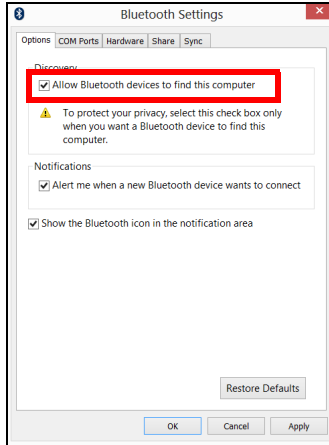 Bluetooth Settings
Options COM Ports Hardware Share Sync
Discovery
Allow Bluetooth devices to find this computer
To protect your privacy, select this check box only
when you want a Bluetooth device to find this
computer.
Notifications
Alert me when a new Bluetooth device wants to connect
Show the Bluetooth icon in the notification area
Restore Defaults
OK Cancel Apply